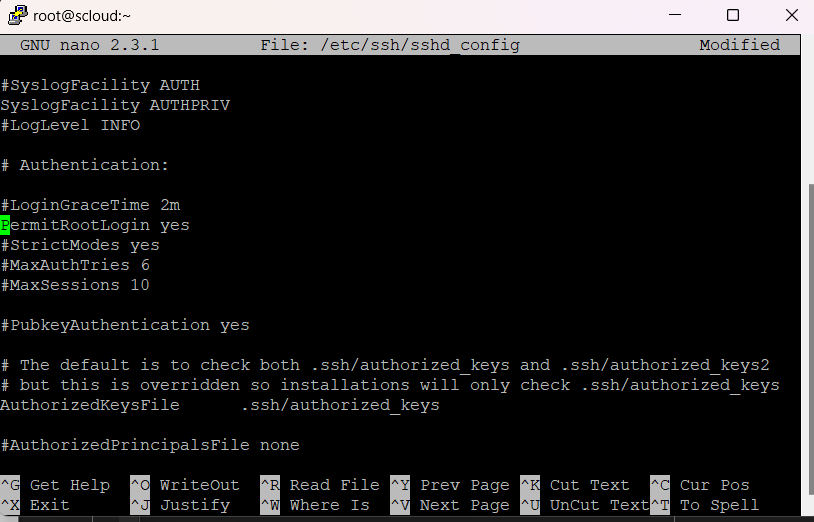 root@scloud:~
GNU nano 2.3.1 File: /etc/ssh/sshd_config Modified
#SyslogFacility AUTH
SyslogFacility AUTHPRIV
#LogLevel INFO
# Authentication:
#LoginGraceTime 2m
PermitRootLogin yes
#StrictModes yes
#MaxAuthTries 6
#MaxSessions 10
#PubkeyAuthentication yes
# The default is to check both .ssh/authorized_keys and .ssh/authorized_keys2
# but this is overridden so installations will only check .ssh/authorized_keys
AuthorizedKeysFile .ssh/authorized_keys
#AuthorizedPrincipalsFile none
^G Get Help ^O WriteOut ^R Read File ^Y Prev Page ^K Cut Text ^C Cur Pos
^X Exit ^J Justify ^W Where Is ^V Next Page ^U UnCut Text^T To Spell